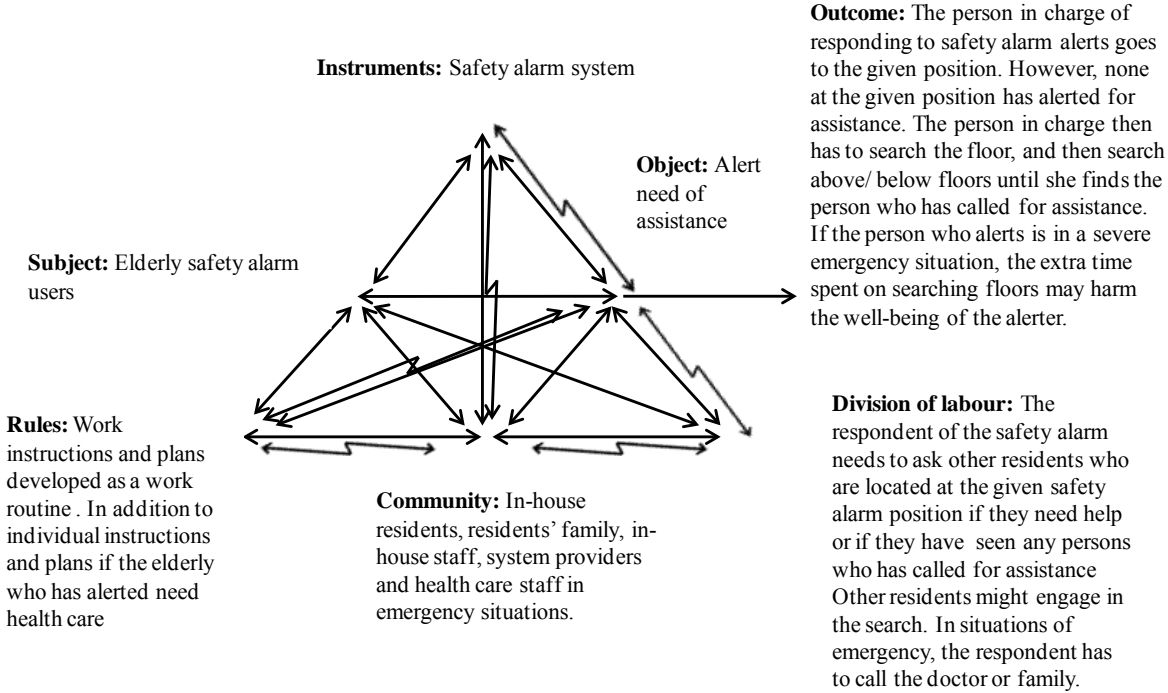 Instruments: Safety alarm system
Outcome: The person in charge of
responding to safety alarm alerts goes
to the given position. However, none
at the given position has alerted for
assistance. The person in charge then
has to search the floor, and then search
above/ below floors until she finds the
person who has called for assistance.
If the person who alerts is in a severe
emergency situation, the extra time
spent on searching floors may harm
the well-being of the alerter.
Object: Alert
need of
assistance
Subject: Elderly safety alarm
users
Rules: Work
instructions and plans
developed as a work
routine . In addition to
individual instructions
and plans if the elderly
who has alerted need
health care
Community: In-house
residents, residents’ family, in-
house staff, system providers
and health care staff in
emergency situations.
Division of labour: The
respondent of the safety alarm
needs to ask other residents who
are located at the given safety
alarm position if they need help
or if they have seen any persons
who has called for assistance
Other residents might engage in
the search. In situations of
emergency, the respondent has
to call the doctor or family.